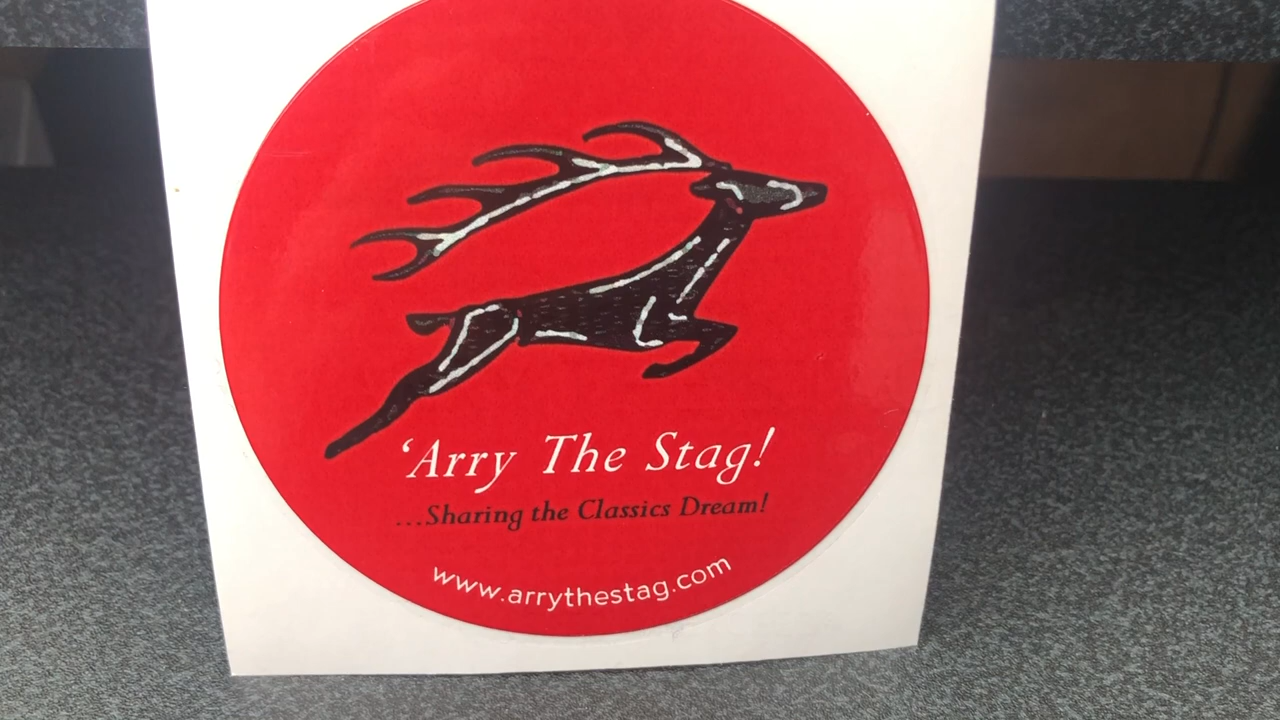 ‘Arry The Stag!
...Sharing the Classics Dream!
www.arrythestag.com